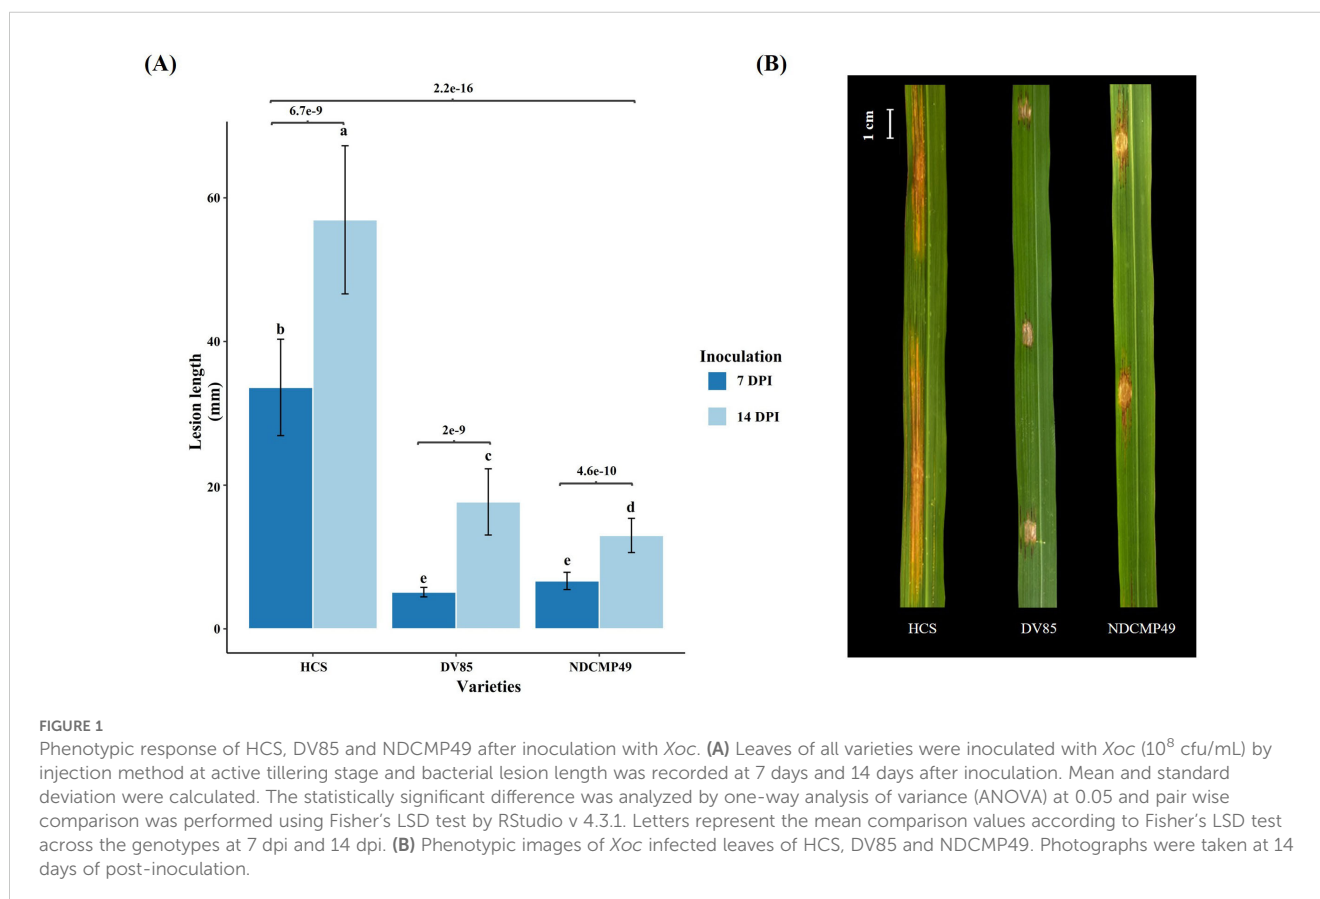 (A)
2.2e-16
6.7e-9
a
60
b
40
Lesion length
(mm)
2e-9
c
4.6e-10
20
d
e
e
0
HCS
DV85
NDCMP49
Varieties
Inoculation
7 DPI
14 DPI
(B)
1 cm
HCS
DV85
NDCMP49
FIGURE 1
Phenotypic response of HCS, DV85 and NDCMP49 after inoculation with Xoc. (A) Leaves of all varieties were inoculated with Xoc (10⁸ cfu/mL) by
injection method at active tillering stage and bacterial lesion length was recorded at 7 days and 14 days after inoculation. Mean and standard
deviation were calculated. The statistically significant difference was analyzed by one-way analysis of variance (ANOVA) at 0.05 and pair wise
comparison was performed using Fisher’s LSD test by RStudio v 4.3.1. Letters represent the mean comparison values according to Fisher’s LSD test
across the genotypes at 7 dpi and 14 dpi. (B) Phenotypic images of Xoc infected leaves of HCS, DV85 and NDCMP49. Photographs were taken at 14
days of post-inoculation.